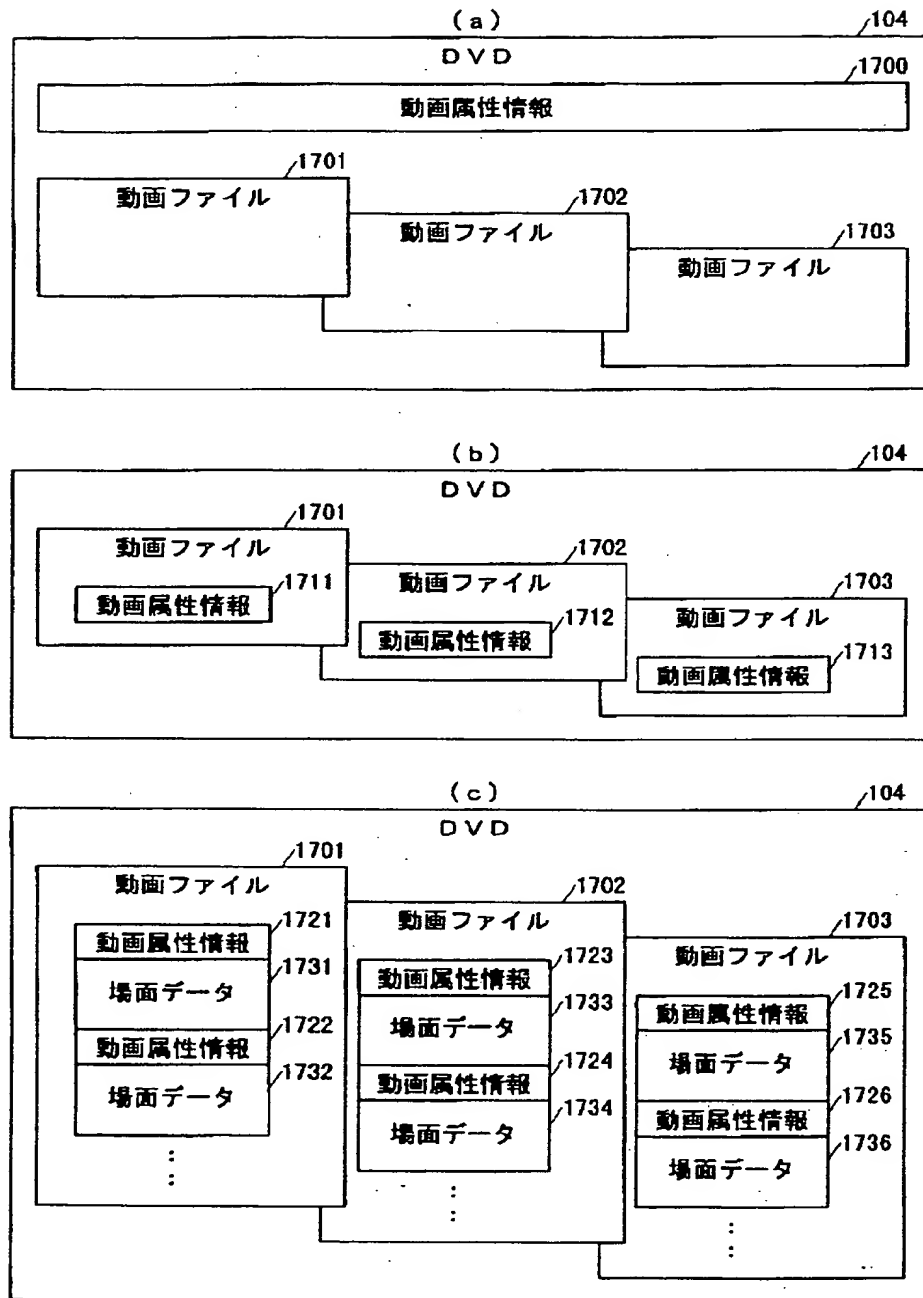 (a)
104
DVD
1700
動画属性情報
1701
動画ファイル
1702
動画ファイル
1703
動画ファイル
(b)
104
DVD
1701
動画ファイル
1711
動画属性情報
1702
動画ファイル
1712
動画属性情報
1703
動画ファイル
1713
動画属性情報
(c)
104
DVD
1701
動画ファイル
1721
動画属性情報
1731
場面データ
1722
動画属性情報
1732
場面データ
⋮
1702
動画ファイル
1723
動画属性情報
1733
場面データ
1724
動画属性情報
1734
場面データ
⋮
1703
動画ファイル
1725
動画属性情報
1735
場面データ
1726
動画属性情報
1736
場面データ
⋮